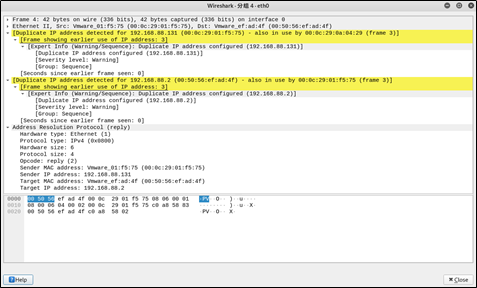 Wireshark · 分组 4 · eth0
Frame 4: 42 bytes on wire (336 bits), 42 bytes captured (336 bits) on interface 0
Ethernet II, Src: Vmware_01:f5:75 (00:0c:29:01:f5:75), Dst: Vmware_ef:ad:4f (00:50:56:ef:ad:4f)
[Duplicate IP address detected for 192.168.88.131 (00:0c:29:01:f5:75) - also in use by 00:0c:29:0a:04:29 (frame 3)]
[Frame showing earlier use of IP address: 3]
[Expert Info (Warning/Sequence): Duplicate IP address configured (192.168.88.131)]
[Duplicate IP address configured (192.168.88.131)]
[Severity level: Warning]
[Group: Sequence]
[Seconds since earlier frame seen: 0]
[Duplicate IP address detected for 192.168.88.2 (00:50:56:ef:ad:4f) - also in use by 00:0c:29:01:f5:75 (frame 3)]
[Frame showing earlier use of IP address: 3]
[Expert Info (Warning/Sequence): Duplicate IP address configured (192.168.88.2)]
[Duplicate IP address configured (192.168.88.2)]
[Severity level: Warning]
[Group: Sequence]
[Seconds since earlier frame seen: 0]
Address Resolution Protocol (reply)
Hardware type: Ethernet (1)
Protocol type: IPv4 (0x0800)
Hardware size: 6
Protocol size: 4
Opcode: reply (2)
Sender MAC address: Vmware_01:f5:75 (00:0c:29:01:f5:75)
Sender IP address: 192.168.88.131
Target MAC address: Vmware_ef:ad:4f (00:50:56:ef:ad:4f)
Target IP address: 192.168.88.2
0000 00 50 56 ef ad 4f 00 0c 29 01 f5 75 08 06 00 01 ·PV··O·· )··u····
0010 08 00 06 04 00 02 00 0c 29 01 f5 75 c0 a8 58 83 ········ )··u··X·
0020 00 50 56 ef ad 4f c0 a8 58 02 ·PV··O·· X·
Help
Close